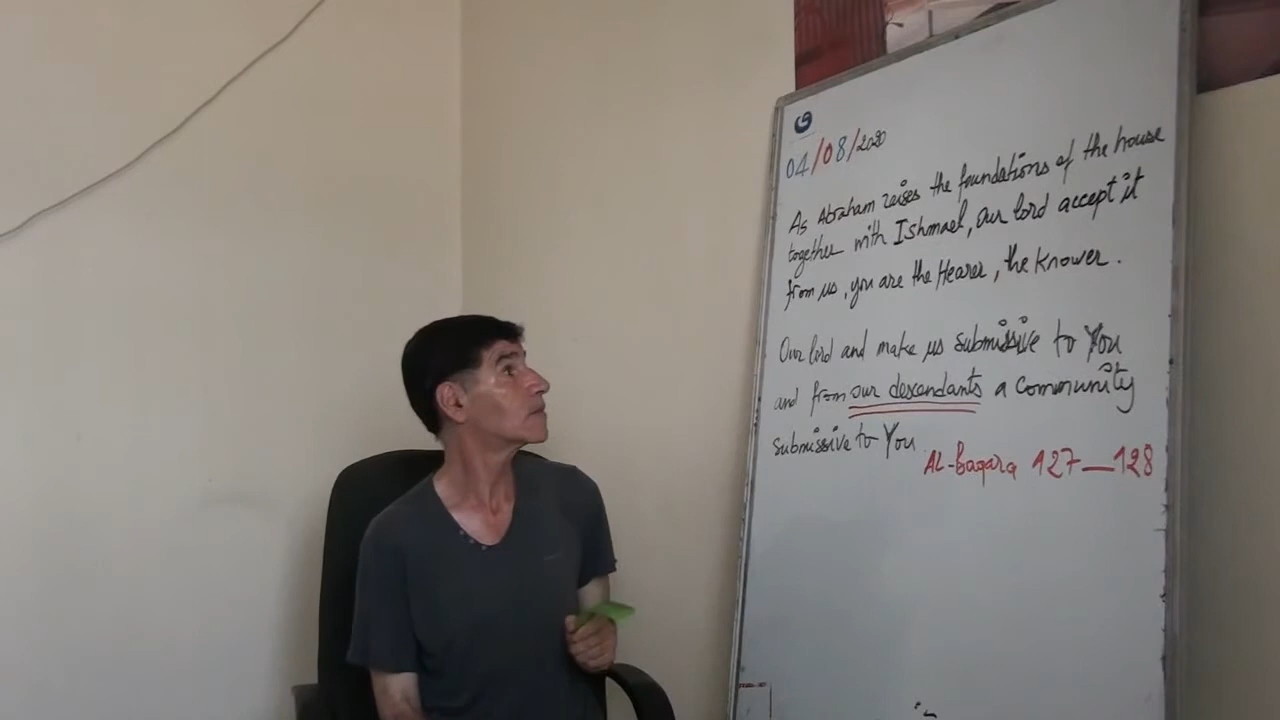 04/08/2020
As Abraham raises the foundations of the house
together with Ishmael, Our lord accept it
from us, you are the Hearer, the Knower.
Our lord and make us submissive to You
and from our descendants a community
submissive to You
AL-Baqara 127_128